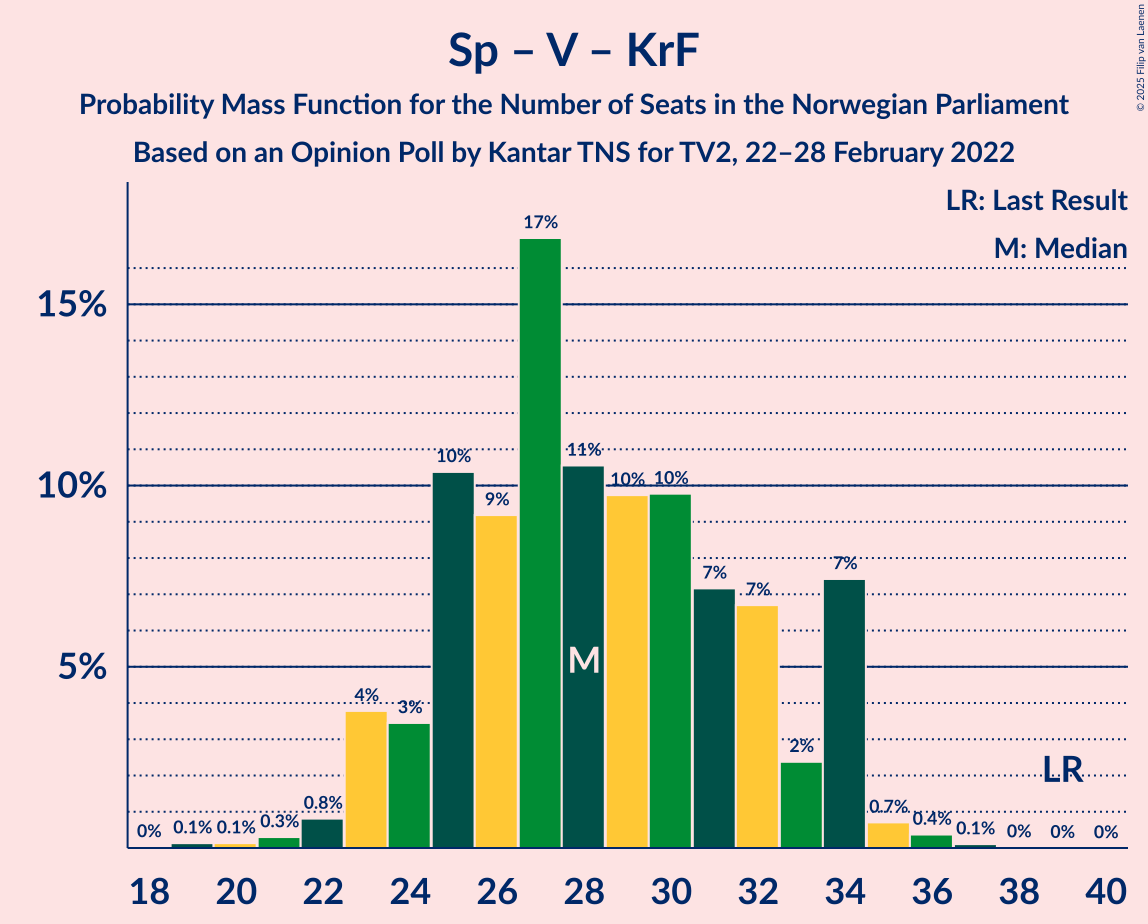 Sp – V – KrF
Probability Mass Function for the Number of Seats in the Norwegian Parliament
Based on an Opinion Poll by Kantar TNS for TV2, 22–28 February 2022
© 2025 Filip van Laenen
LR: Last Result
M: Median
15%
10%
5%
0%
0.1%
0.1%
0.3%
0.8%
4%
3%
10%
9%
17%
11%
10%
10%
7%
7%
2%
7%
0.7%
0.4%
0.1%
0%
0%
0%
M
LR
18 20 22 24 26 28 30 32 34 36 38 40